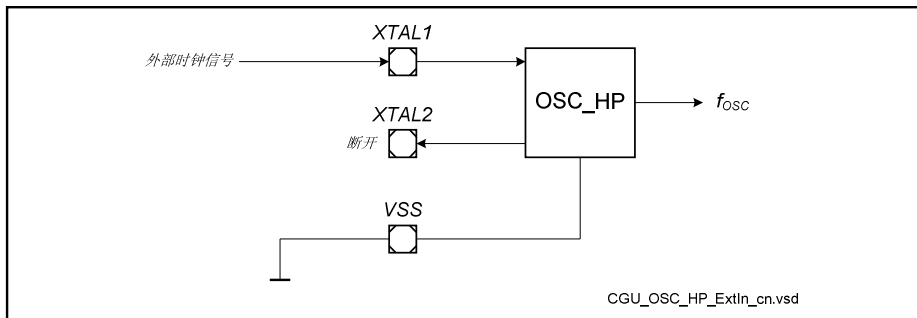 XTAL1
外部时钟信号
OSC_HP
fOSC
XTAL2
断开
VSS
CGU_OSC_HP_ExtIn_cn.vsd